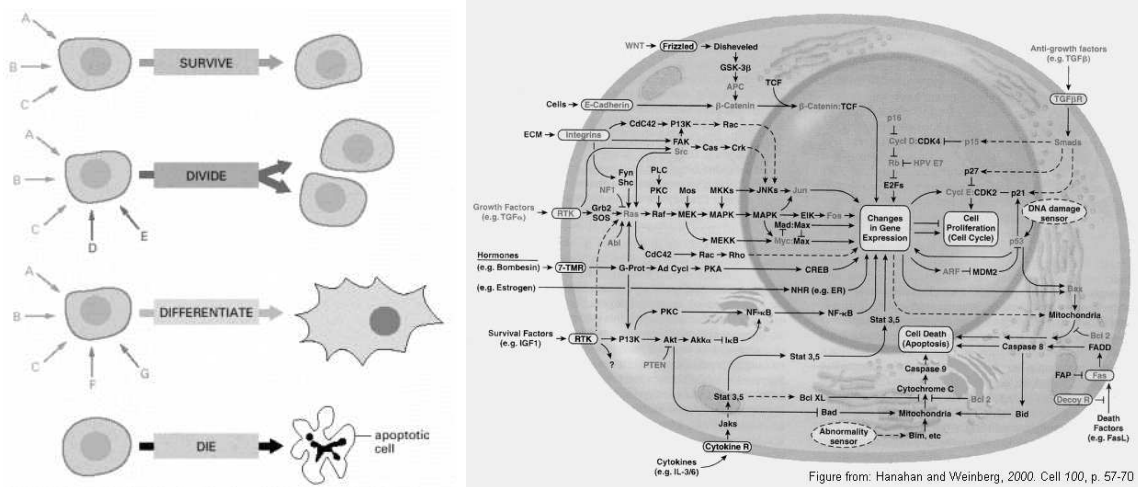 A
B
C
SURVIVE
A
B
C
D
E
DIVIDE
A
B
C
F
G
DIFFERENTIATE
DIE
apoptotic
cell
WNT Frizzled Disheveled
GSK-3β
APC
TCF
Cells E-Cadherin β-Catenin β-Catenin:TCF
CdC42 P13K Rac
ECM Integrins
FAK
Src Cas Crk
Fyn
Shc
NF1
PLC
PKC
Mos MKKs JNKs Jun
Growth Factors
(e.g. TGFα)
RTK Grb2
SOS
Ras Raf MEK MAPK MAPK ElK Fos
Mad:Max
MEKK Myc:Max
Abl
CdC42 Rac Rho
Hormones
(e.g. Bombesin) 7-TMR G-Prot Ad Cycl PKA CREB
(e.g. Estrogen) NHR (e.g. ER)
Survival Factors
(e.g. IGF1)
RTK P13K Akt Akkα IκB
PKC NF-κB NF-κB
PTEN
?
Stat 3,5
Stat 3,5
Stat 3,5 Bcl XL
Jaks
Cytokine R
Cytokines
(e.g. IL-3/6)
Bad Mitochondria
Abnormality
sensor
Bim, etc
Cytochrome C
Caspase 9
Cell Death
(Apoptosis)
Bcl 2
Caspase 8
Bid
FADD
FAP Fas
Decoy R
Death
Factors
(e.g. FasL)
Bcl 2
Mitochondria
Bax
p53
ARF MDM2
DNA damage
sensor
Changes
in Gene
Expression
Cell
Proliferation
(Cell Cycle)
E2Fs
Rb HPV E7
Cycl D:CDK4 p15
p16
p27
Cycl E:CDK2 p21
Smads
TGFβR
Anti-growth factors
(e.g. TGFβ)
Figure from: Hanahan and Weinberg, 2000. Cell 100, p. 57-70